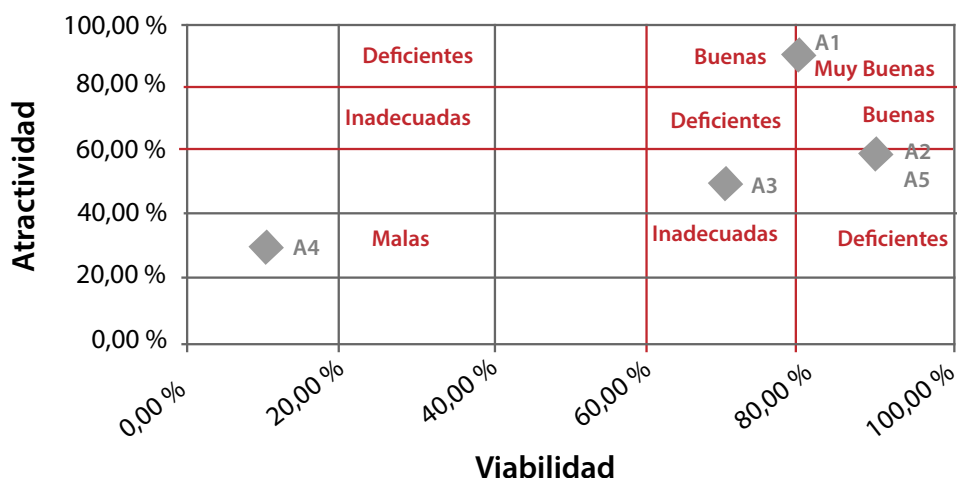 100,00 %
80,00 %
60,00 %
40,00 %
20,00 %
0,00 %
Atractividad
Deficientes
Buenas
A1
Muy Buenas
Inadecuadas
Deficientes
Buenas
A2
A5
A3
A4
Malas
Inadecuadas
Deficientes
0,00 %
20,00 %
40,00 %
60,00 %
80,00 %
100,00 %
Viabilidad